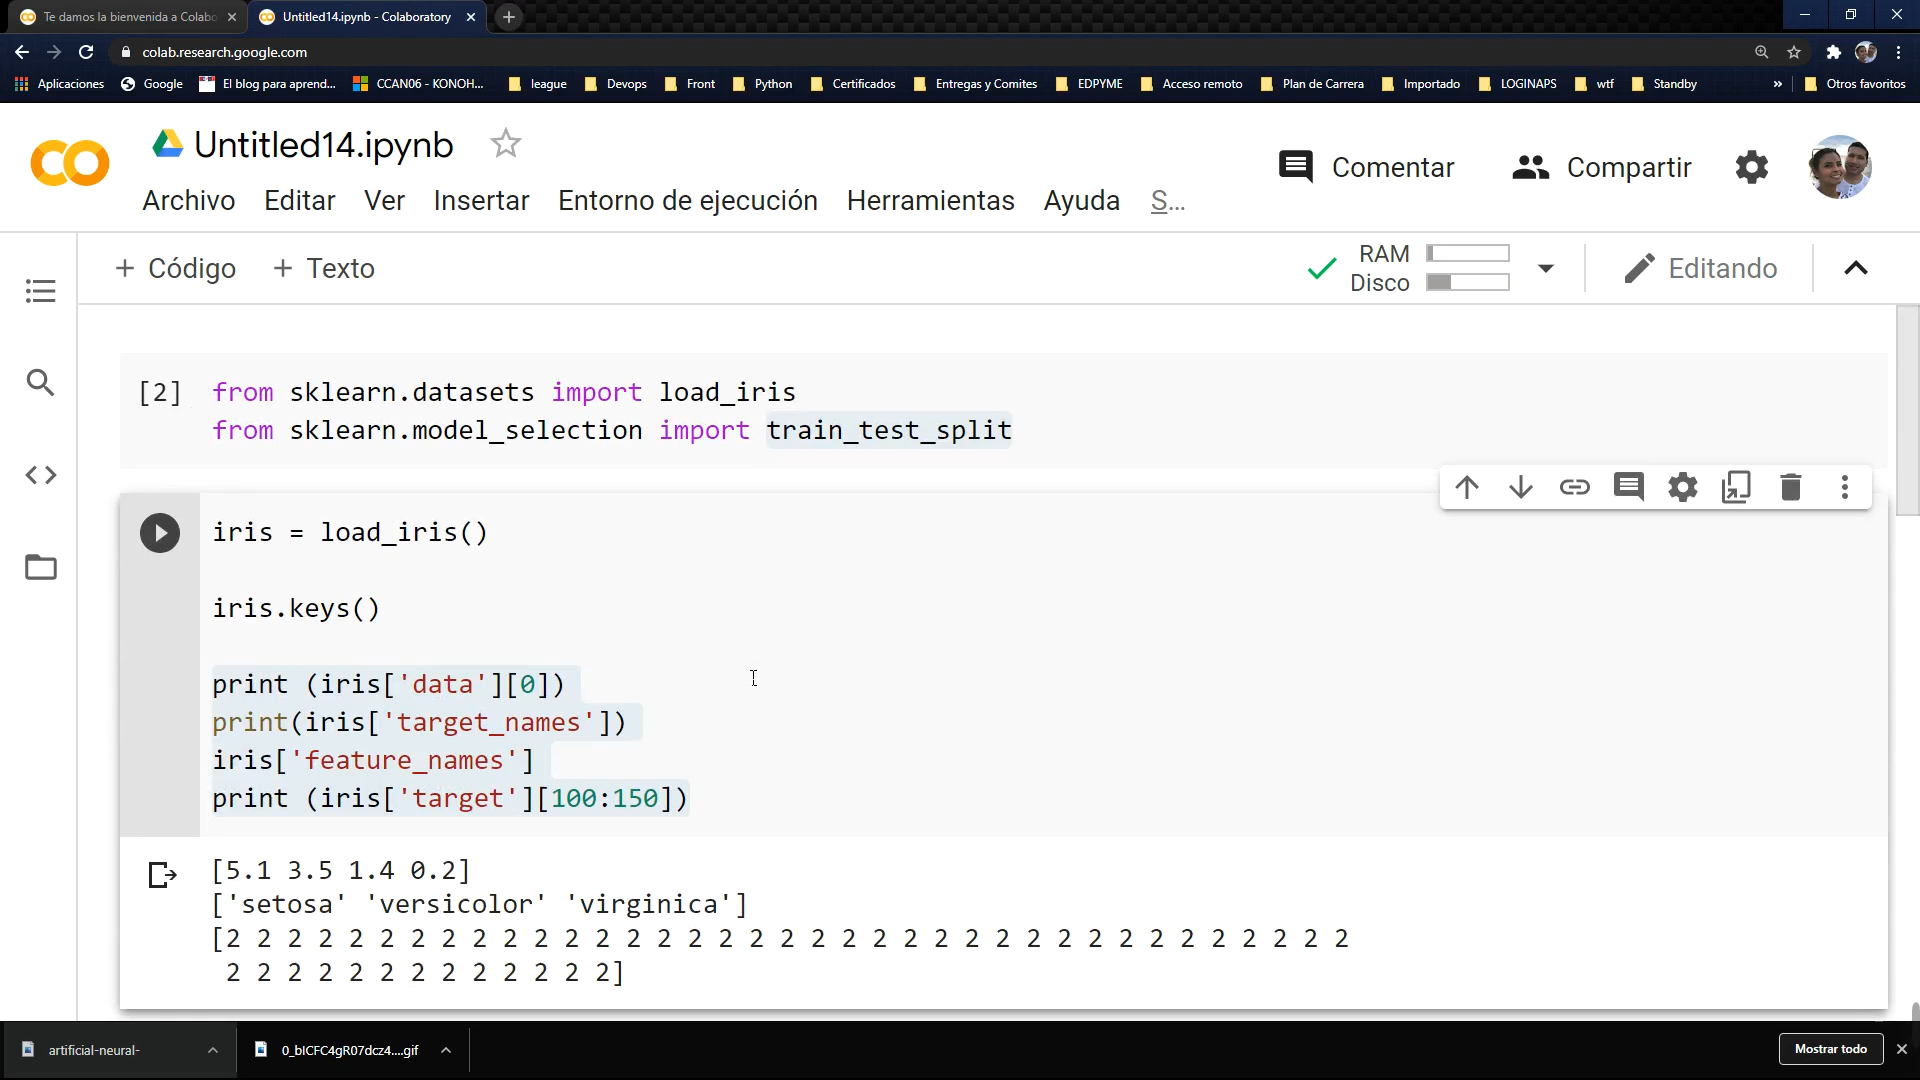 Te damos la bienvenida a Colabo
Untitled14.ipynb - Colaboratory
colab.research.google.com
Aplicaciones
Google
El blog para aprend...
CCAN06 - KONOH...
league
Devops
Front
Python
Certificados
Entregas y Comites
EDPYME
Acceso remoto
Plan de Carrera
Importado
LOGINAPS
wtf
Standby
»
Otros favoritos
Untitled14.ipynb
Comentar
Compartir
Archivo Editar Ver Insertar Entorno de ejecución Herramientas Ayuda S...
+ Código + Texto
RAM
Disco
Editando
[2] from sklearn.datasets import load_iris
from sklearn.model_selection import train_test_split
iris = load_iris()
iris.keys()
print (iris['data'][0])
print(iris['target_names'])
iris['feature_names']
print (iris['target'][100:150])
[5.1 3.5 1.4 0.2]
['setosa' 'versicolor' 'virginica']
[2 2 2 2 2 2 2 2 2 2 2 2 2 2 2 2 2 2 2 2 2 2 2 2 2 2 2 2 2 2 2 2 2 2 2 2 2
2 2 2 2 2 2 2 2 2 2 2 2 2]
artificial-neural-
0_bICFC4gR07dcz4....gif
Mostrar todo